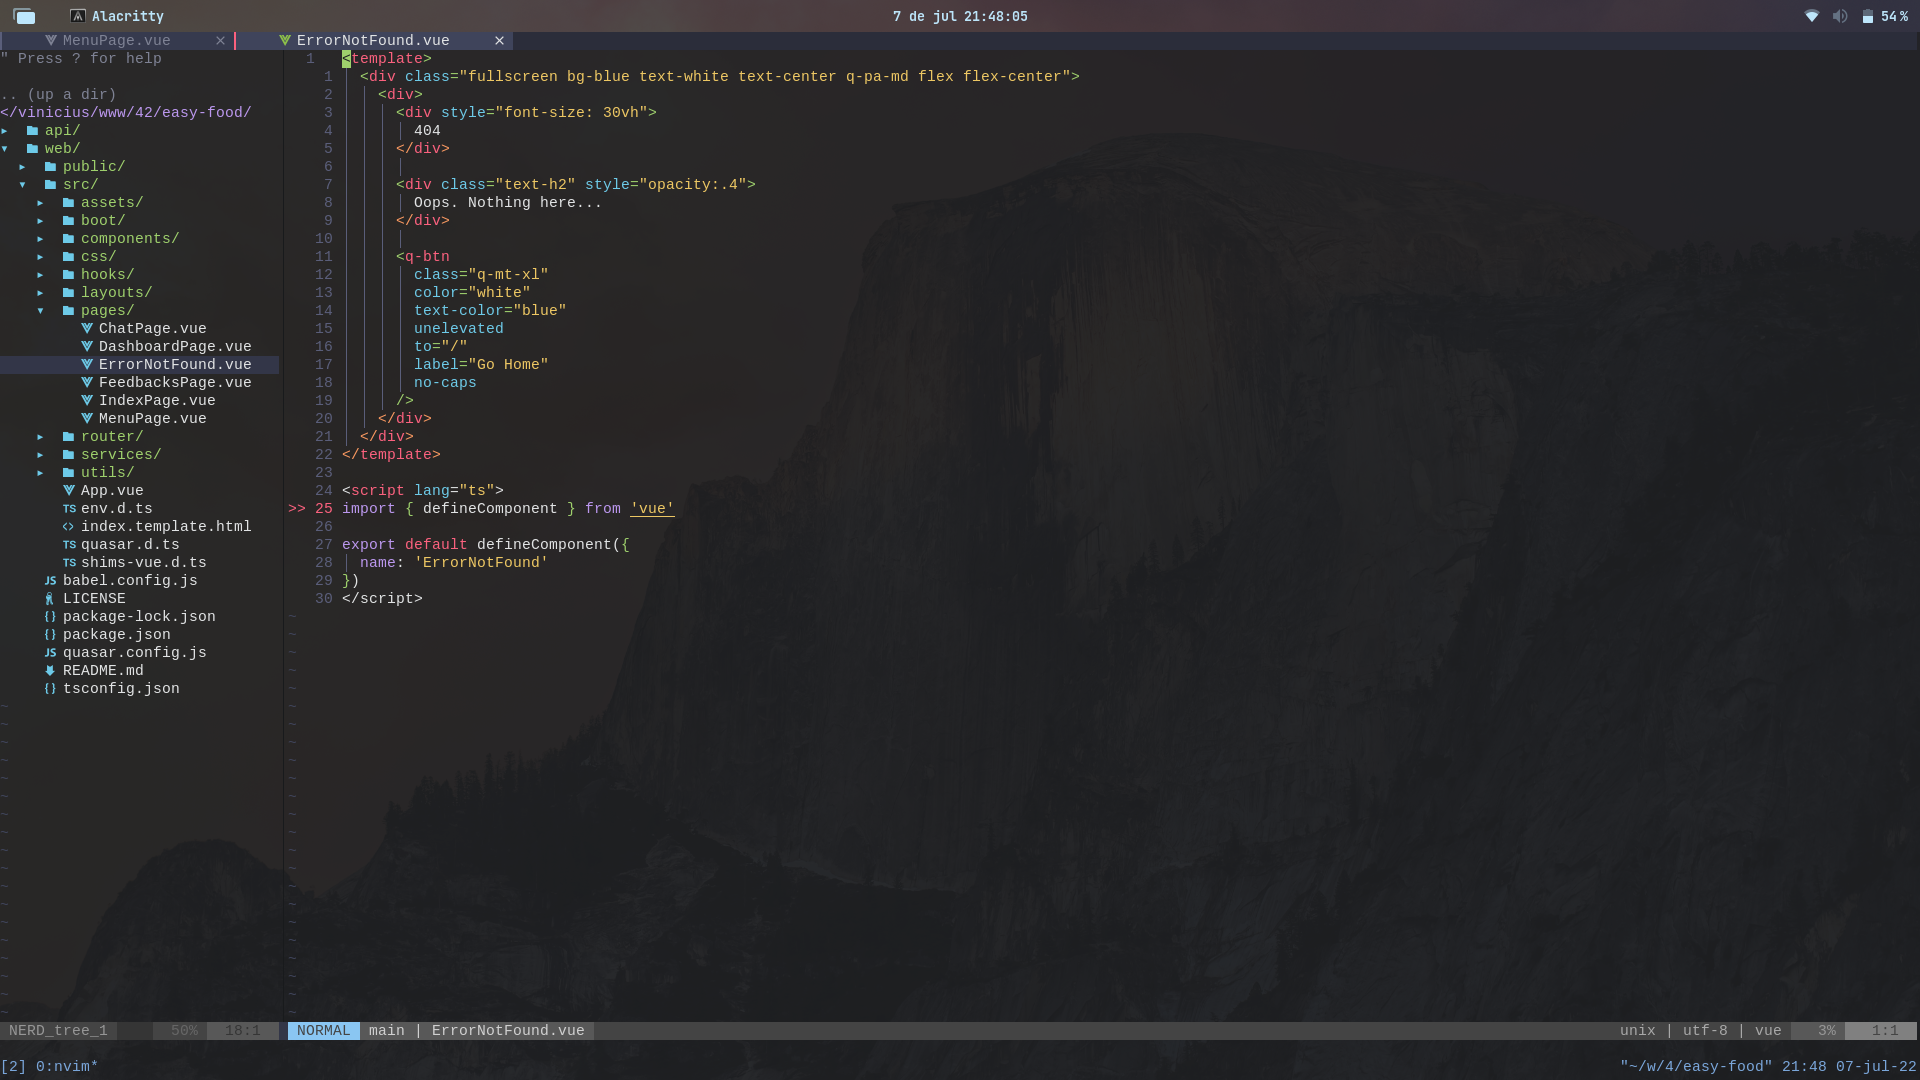 Alacritty
7 de jul 21:48:05
54%
MenuPage.vue ✕
ErrorNotFound.vue ✕
" Press ? for help
.. (up a dir)
</vinicius/www/42/easy-food/
▸ api/
▾ web/
▸ public/
▾ src/
▸ assets/
▸ boot/
▸ components/
▸ css/
▸ hooks/
▸ layouts/
▾ pages/
ChatPage.vue
DashboardPage.vue
ErrorNotFound.vue
FeedbacksPage.vue
IndexPage.vue
MenuPage.vue
▸ router/
▸ services/
▸ utils/
App.vue
TS env.d.ts
<> index.template.html
TS quasar.d.ts
TS shims-vue.d.ts
JS babel.config.js
LICENSE
{} package-lock.json
{} package.json
JS quasar.config.js
README.md
{} tsconfig.json
NERD_tree_1 50% 18:1
1 <template>
1 <div class="fullscreen bg-blue text-white text-center q-pa-md flex flex-center">
2 <div>
3 <div style="font-size: 30vh">
4 404
5 </div>
6
7 <div class="text-h2" style="opacity:.4">
8 Oops. Nothing here...
9 </div>
10
11 <q-btn
12 class="q-mt-xl"
13 color="white"
14 text-color="blue"
15 unelevated
16 to="/"
17 label="Go Home"
18 no-caps
19 />
20 </div>
21 </div>
22 </template>
23
24 <script lang="ts">
>> 25 import { defineComponent } from 'vue'
26
27 export default defineComponent({
28 name: 'ErrorNotFound'
29 })
30 </script>
NORMAL main | ErrorNotFound.vue
unix | utf-8 | vue 3% 1:1
[2] 0:nvim*
"~/w/4/easy-food" 21:48 07-jul-22